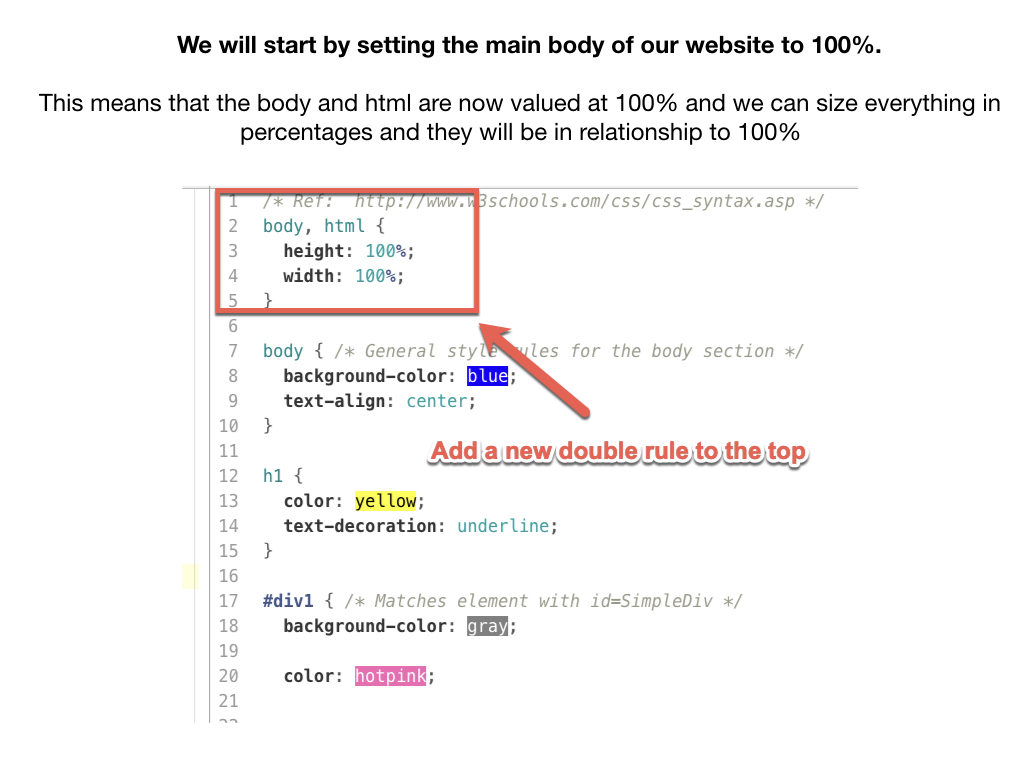 We will start by setting the main body of our website to 100%.
This means that the body and html are now valued at 100% and we can size everything in
percentages and they will be in relationship to 100%
1 /* Ref:  http://www.w3schools.com/css/css_syntax.asp */
2 body, html {
3   height: 100%;
4   width: 100%;
5 }
6
7 body { /* General style rules for the body section */
8   background-color: blue;
9   text-align: center;
10 }
11
Add a new double rule to the top
12 h1 {
13   color: yellow;
14   text-decoration: underline;
15 }
16
17 #div1 { /* Matches element with id=SimpleDiv */
18   background-color: gray;
19
20   color: hotpink;
21